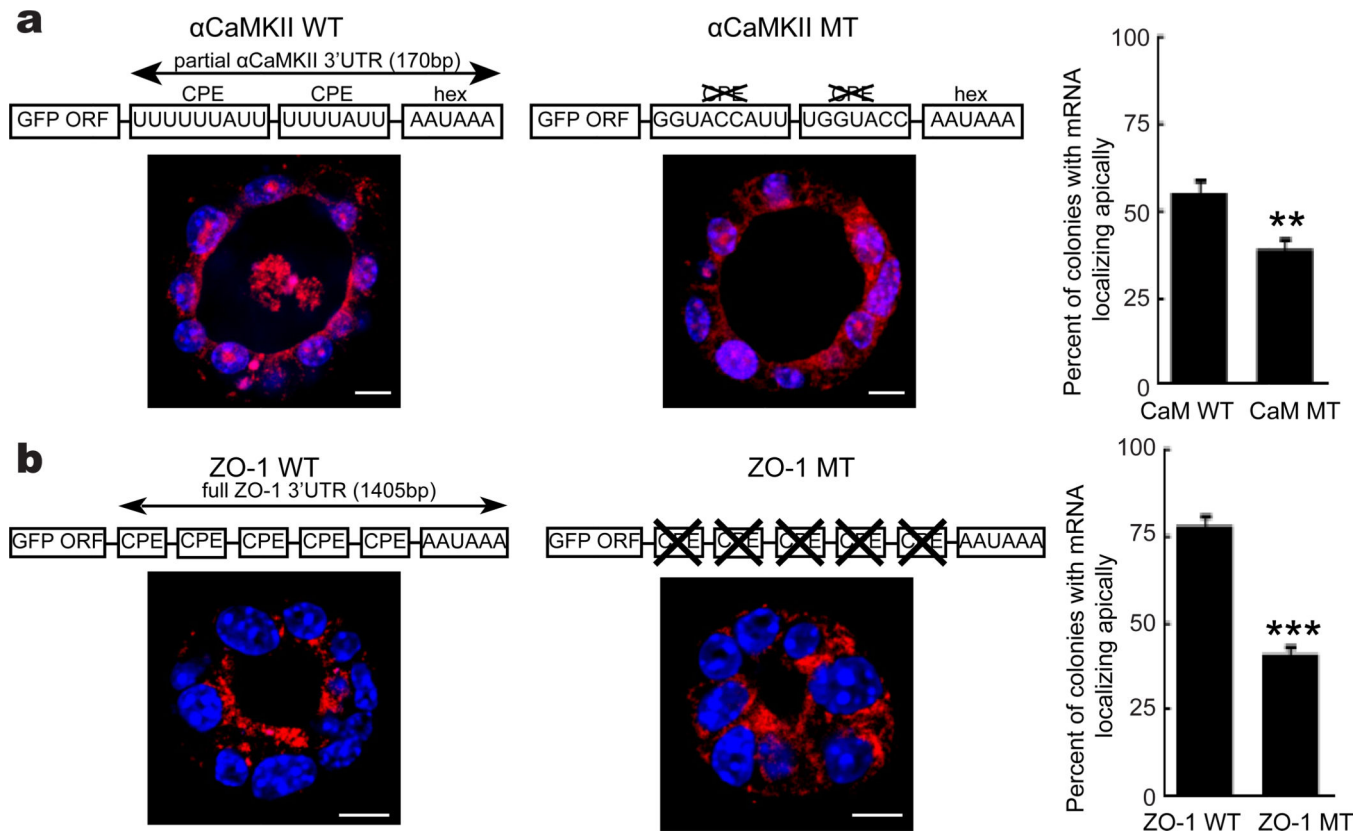 a
αCaMKII WT
partial αCaMKII 3'UTR (170bp)
CPE CPE hex
GFP ORF UUUUUUAUU UUUUAUU AAUAAA
αCaMKII MT
CPE CPE hex
GFP ORF GGUACCAUU UGGUACC AAUAAA
Percent of colonies with mRNA
localizing apically
100
75
50
25
0
**
CaM WT CaM MT
b
ZO-1 WT
full ZO-1 3'UTR (1405bp)
GFP ORF CPE CPE CPE CPE CPE AAUAAA
ZO-1 MT
GFP ORF CPE CPE CPE CPE CPE AAUAAA
Percent of colonies with mRNA
localizing apically
100
75
50
25
0
***
ZO-1 WT ZO-1 MT